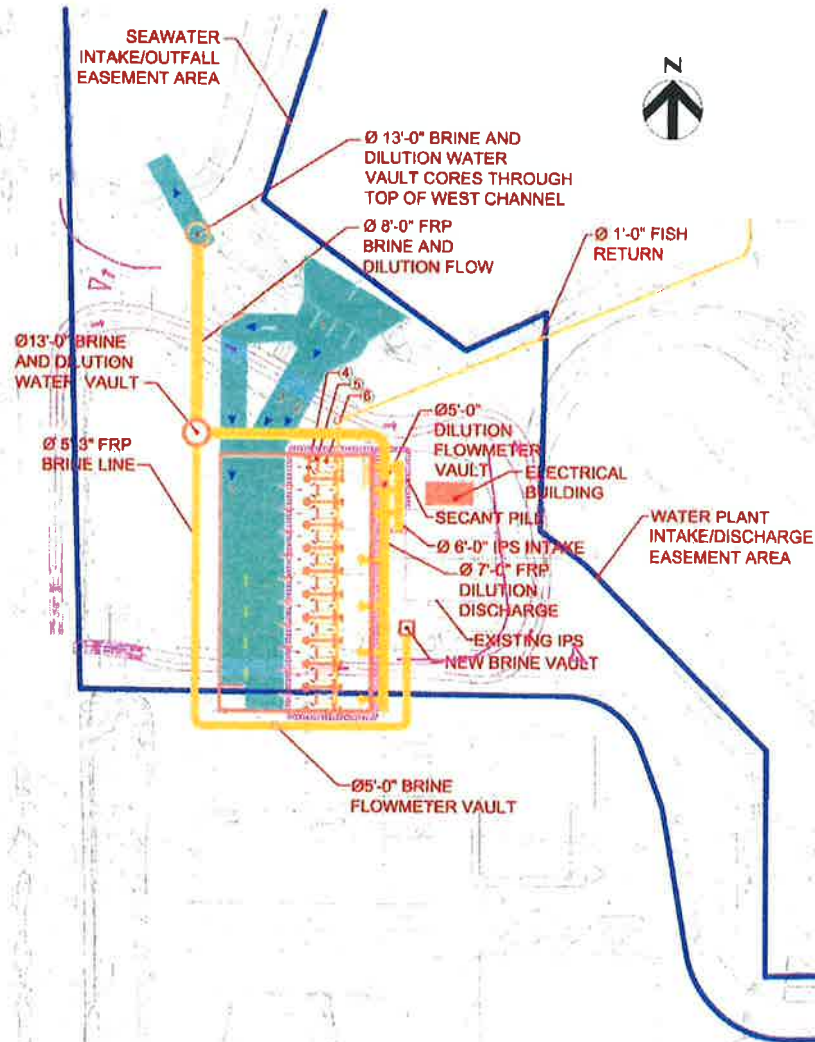 SEAWATER
INTAKE/OUTFALL
EASEMENT AREA
N
Ø 13'-0" BRINE AND
DILUTION WATER
VAULT CORES THROUGH
TOP OF WEST CHANNEL
Ø 8'-0" FRP
BRINE AND
DILUTION FLOW
Ø 1'-0" FISH
RETURN
Ø13'-0" BRINE
AND DILUTION
WATER VAULT
4
5
6
Ø 5'3" FRP
BRINE LINE
Ø5'-0"
DILUTION
FLOWMETER
VAULT
ELECTRICAL
BUILDING
SECANT PILE
WATER PLANT
INTAKE/DISCHARGE
EASEMENT AREA
Ø 6'-0" IPS INTAKE
Ø 7'-0" FRP
DILUTION
DISCHARGE
EXISTING IPS
NEW BRINE VAULT
Ø5'-0" BRINE
FLOWMETER VAULT